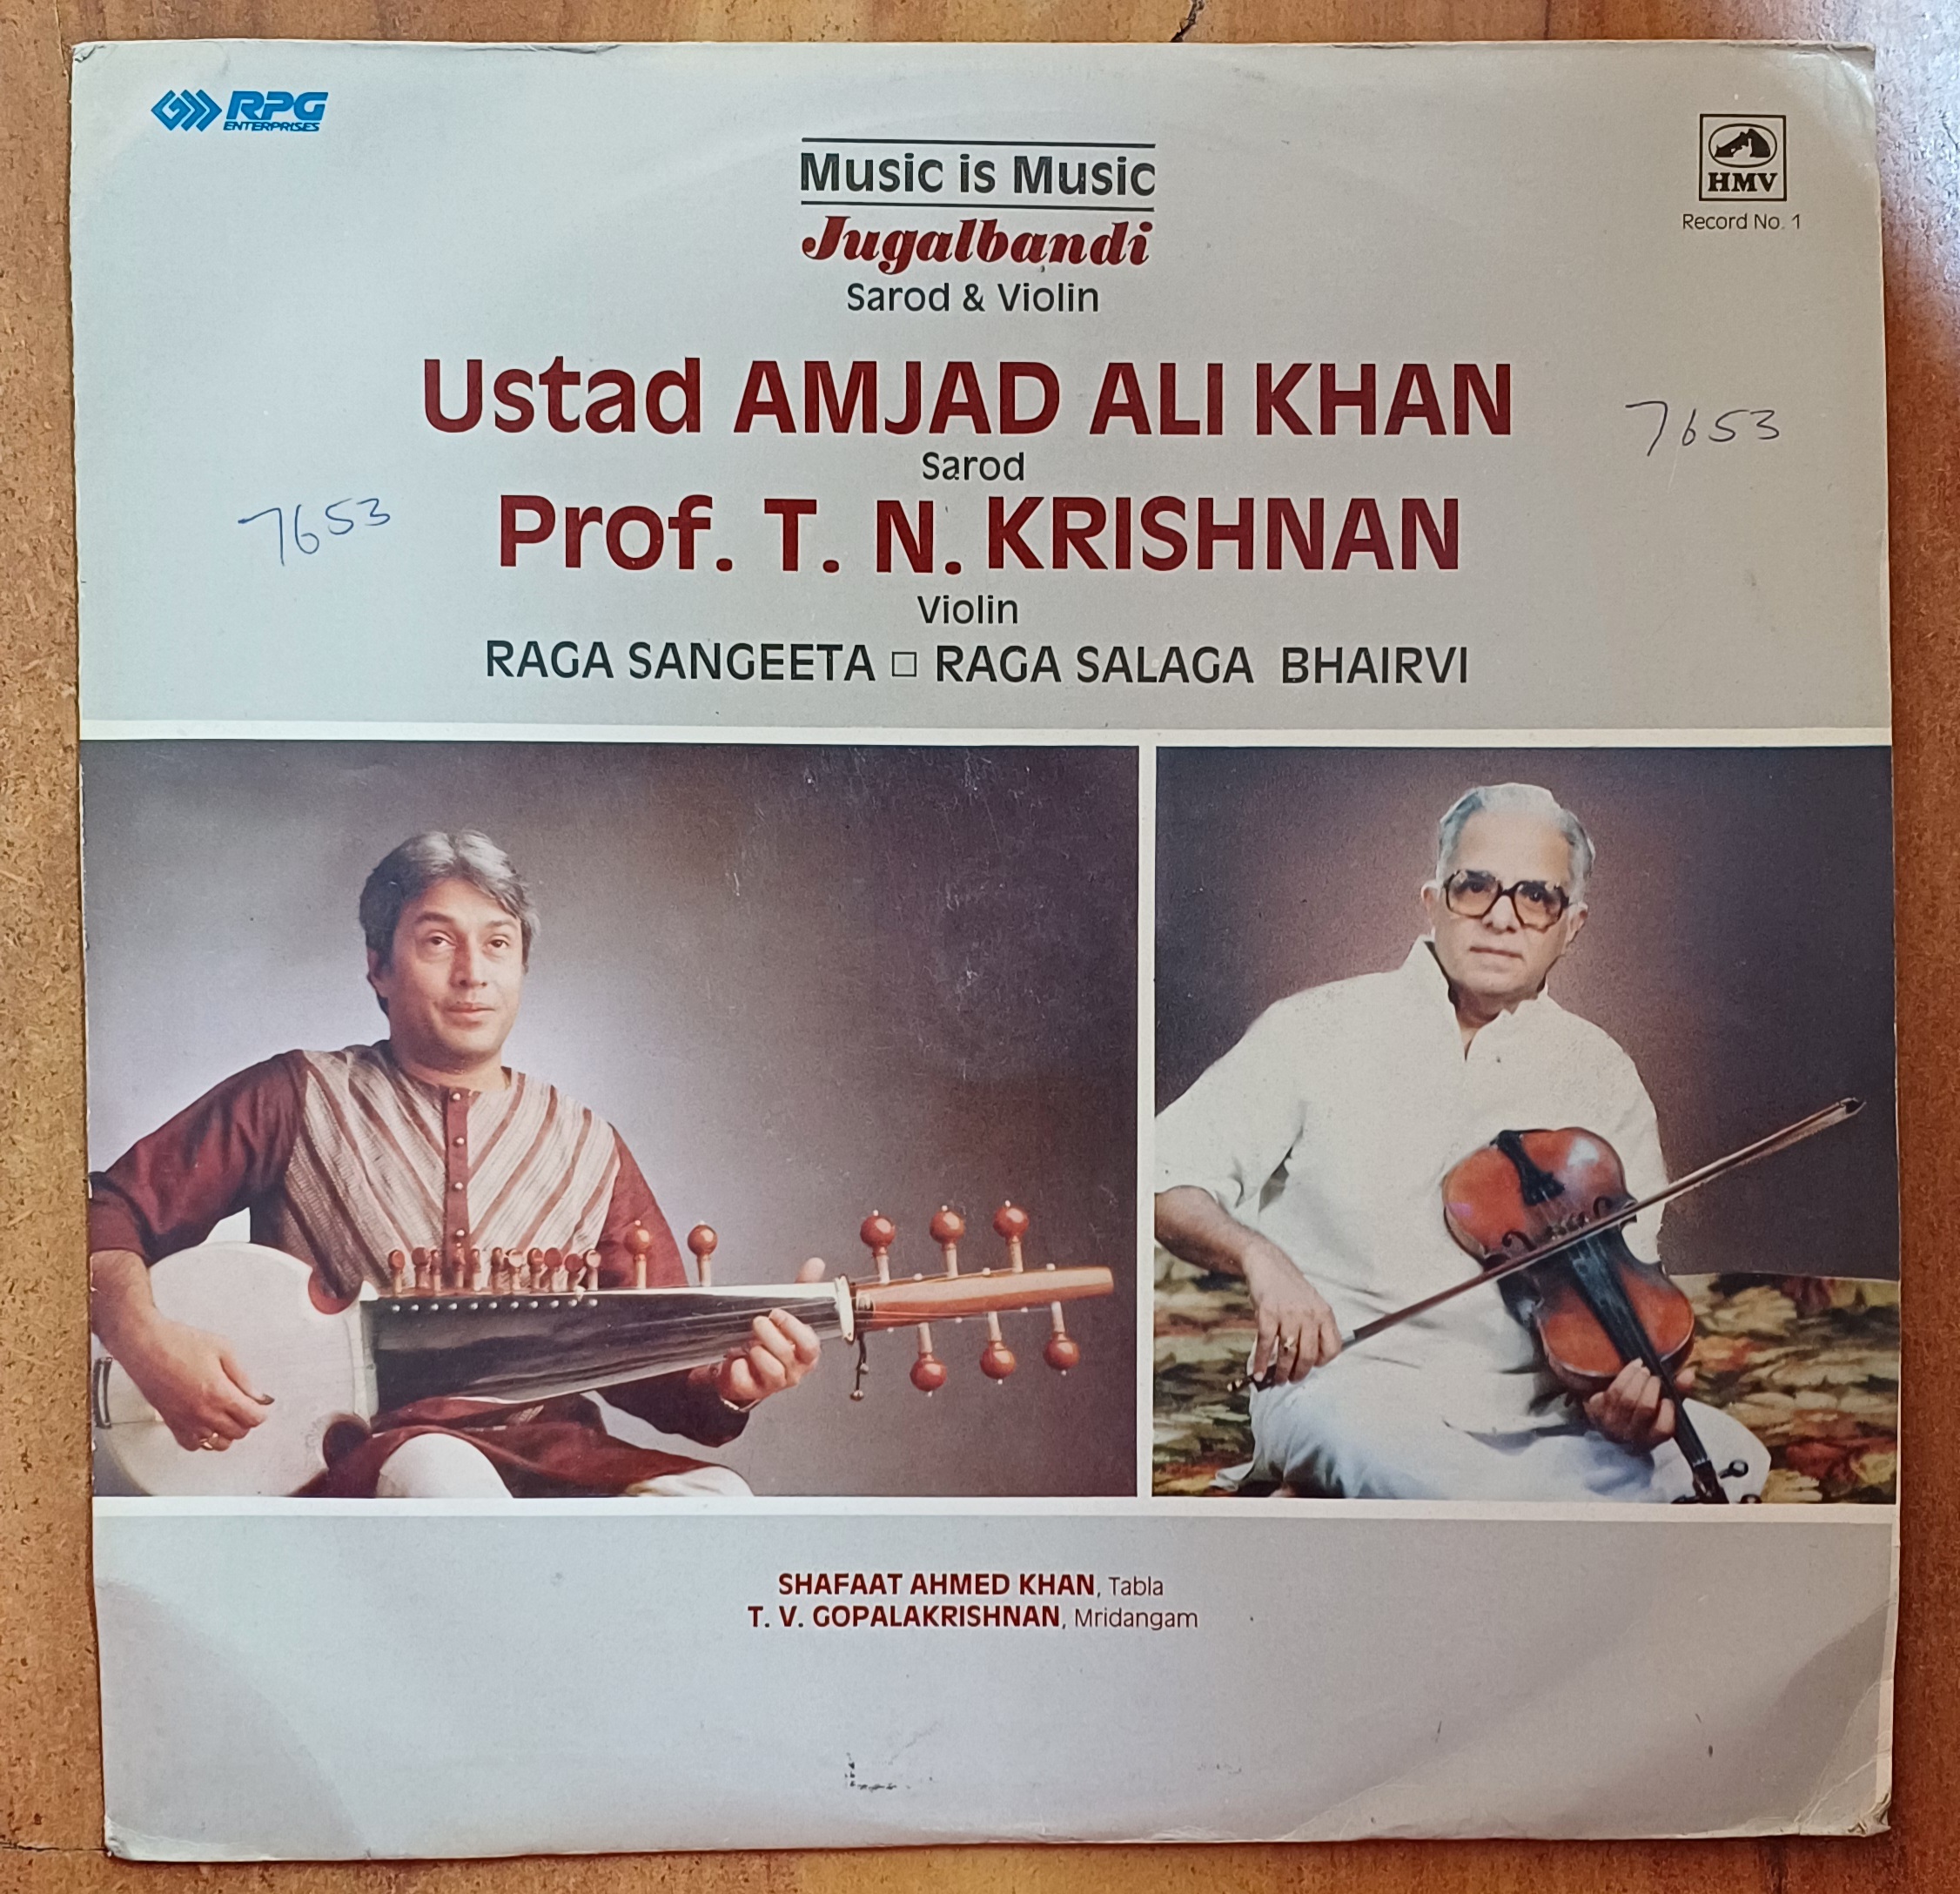 RPG
ENTERPRISES
HMV
Record No. 1
Music is Music
Jugalbandi
Sarod & Violin
Ustad AMJAD ALI KHAN
Sarod
7653
7653
Prof. T. N. KRISHNAN
Violin
RAGA SANGEETA □ RAGA SALAGA BHAIRVI
SHAFAAT AHMED KHAN, Tabla
T. V. GOPALAKRISHNAN, Mridangam